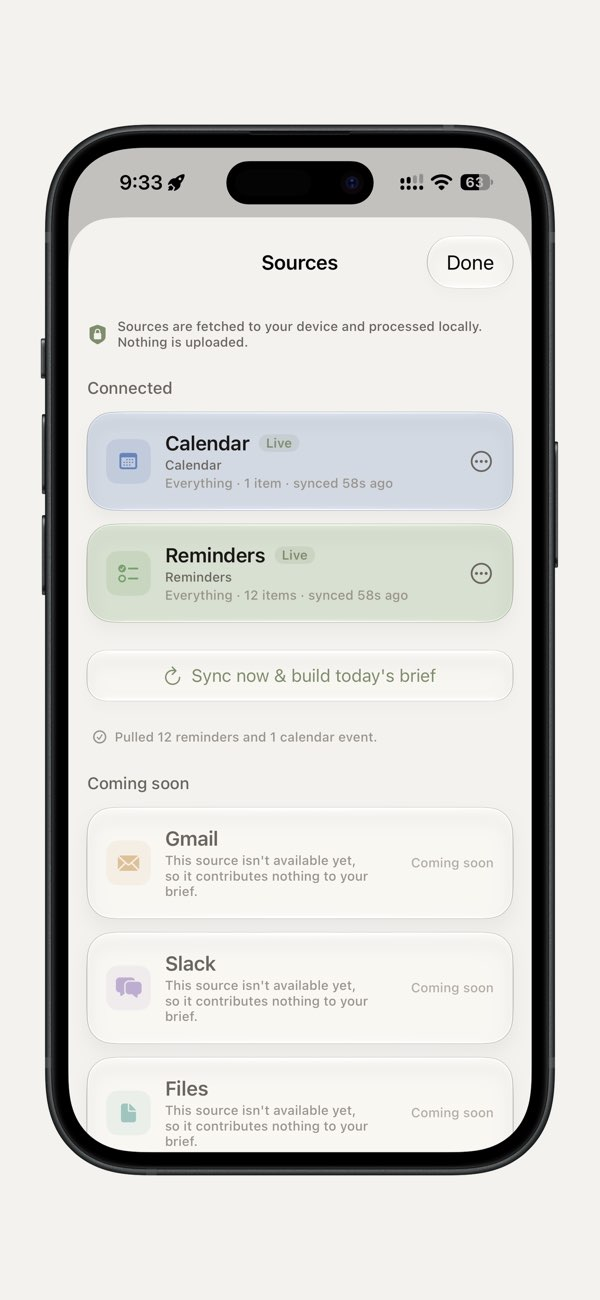 9:33
63
Sources
Done
Sources are fetched to your device and processed locally.
Nothing is uploaded.
Connected
Calendar Live
Calendar
Everything · 1 item · synced 58s ago
Reminders Live
Reminders
Everything · 12 items · synced 58s ago
Sync now & build today's brief
Pulled 12 reminders and 1 calendar event.
Coming soon
Gmail
This source isn't available yet,
so it contributes nothing to your
brief.
Coming soon
Slack
This source isn't available yet,
so it contributes nothing to your
brief.
Coming soon
Files
This source isn't available yet,
so it contributes nothing to your
brief.
Coming soon